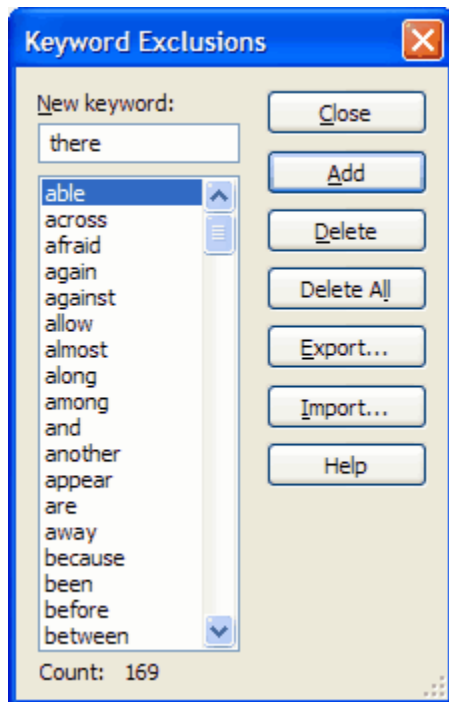 Keyword Exclusions
New keyword:
there
able
across
afraid
again
against
allow
almost
along
among
and
another
appear
are
away
because
been
before
between
Count: 169
Close
Add
Delete
Delete All
Export...
Import...
Help